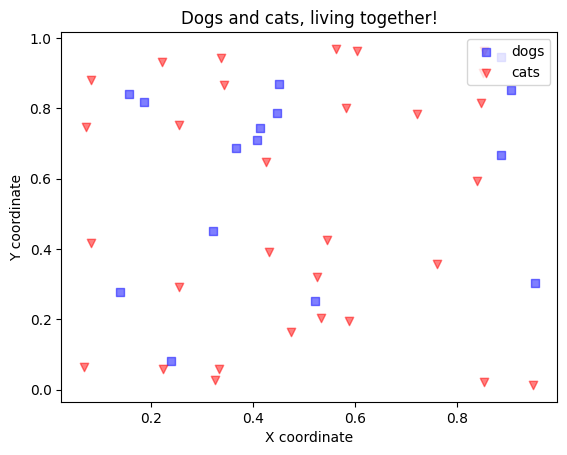 Dogs and cats, living together!
dogs
cats
1.0
0.8
0.6
0.4
0.2
0.0
Y coordinate
0.2 0.4 0.6 0.8
X coordinate